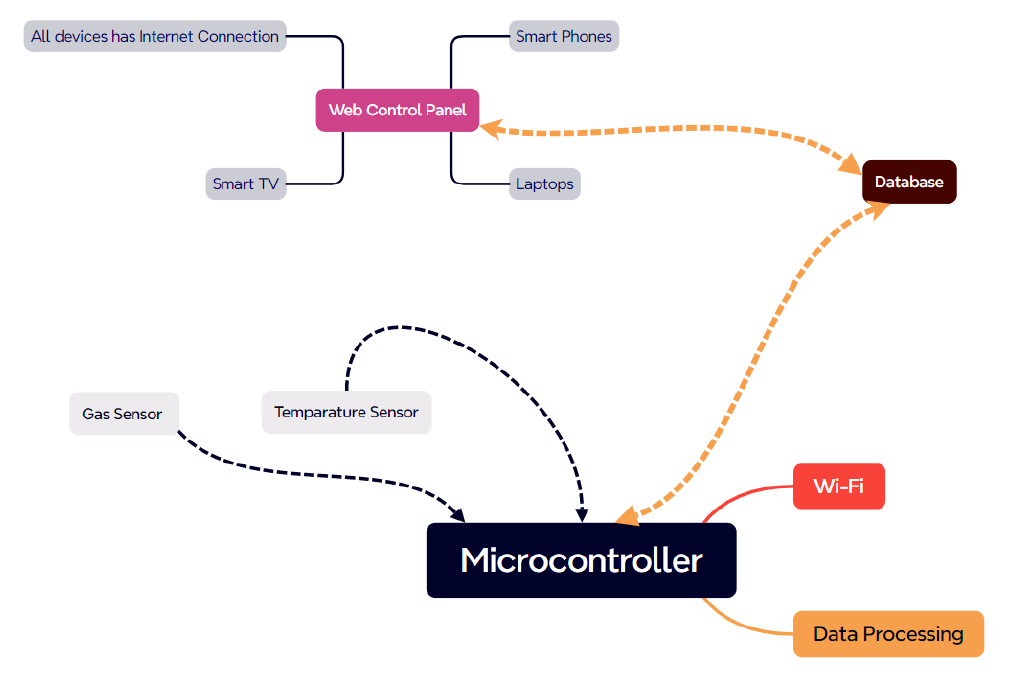 All devices has Internet Connection
Smart Phones
Web Control Panel
Smart TV
Laptops
Database
Gas Sensor
Temparature Sensor
Wi-Fi
Microcontroller
Data Processing